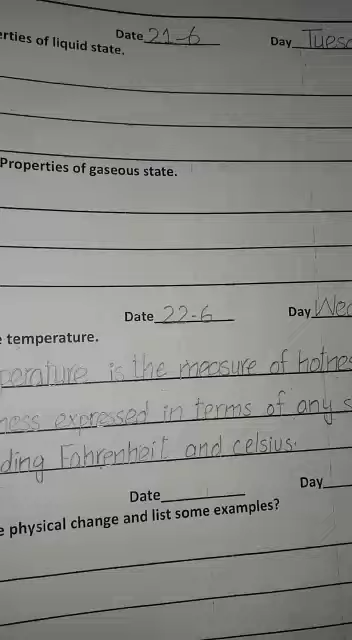 Date 21-6 Day Tuesd
erties of liquid state.
Properties of gaseous state.
Date 22-6 Day Wed
e temperature.
perature is the measure of hotnes
ness expressed in terms of any s
ding Fahrenheit and celsius.
Date Day
e physical change and list some examples?